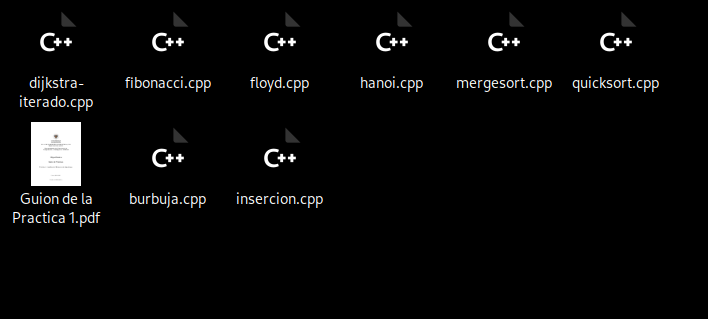 C++
C++
C++
C++
C++
C++
dijkstra-
iterado.cpp
fibonacci.cpp
floyd.cpp
hanoi.cpp
mergesort.cpp
quicksort.cpp
C++
C++
Guion de la
Practica 1.pdf
burbuja.cpp
insercion.cpp